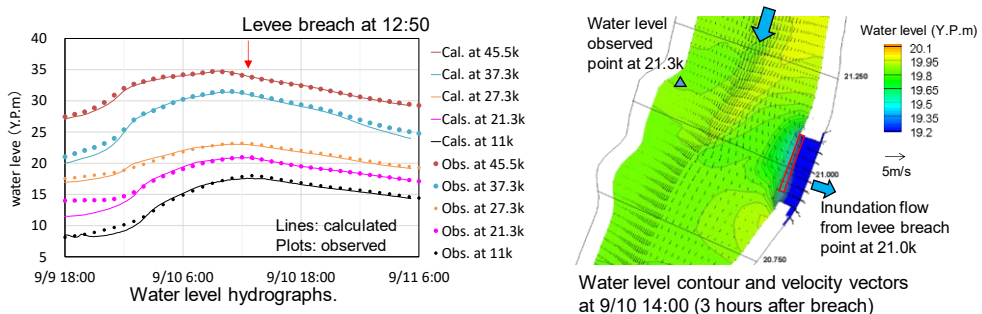 Levee breach at 12:50
water leve (Y.P.m)
40
35
30
25
20
15
10
5
9/9 18:00
9/10 6:00
9/10 18:00
9/11 6:00
Lines: calculated
Plots: observed
Cal. at 45.5k
Cal. at 37.3k
Cal. at 27.3k
Cals. at 21.3k
Cals. at 11k
Obs. at 45.5k
Obs. at 37.3k
Obs. at 27.3k
Obs. at 21.3k
Obs. at 11k
Water level hydrographs.
Water level
observed
point at 21.3k
21.250
21.000
20.750
Water level (Y.P.m)
20.1
19.95
19.8
19.65
19.5
19.35
19.2
5m/s
Inundation flow
from levee breach
point at 21.0k
Water level contour and velocity vectors
at 9/10 14:00 (3 hours after breach)